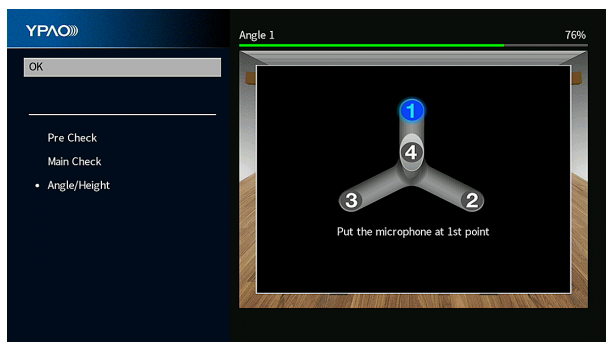 YPAO
Angle 1
76%
OK
Pre Check
Main Check
• Angle/Height
1
4
3
2
Put the microphone at 1st point